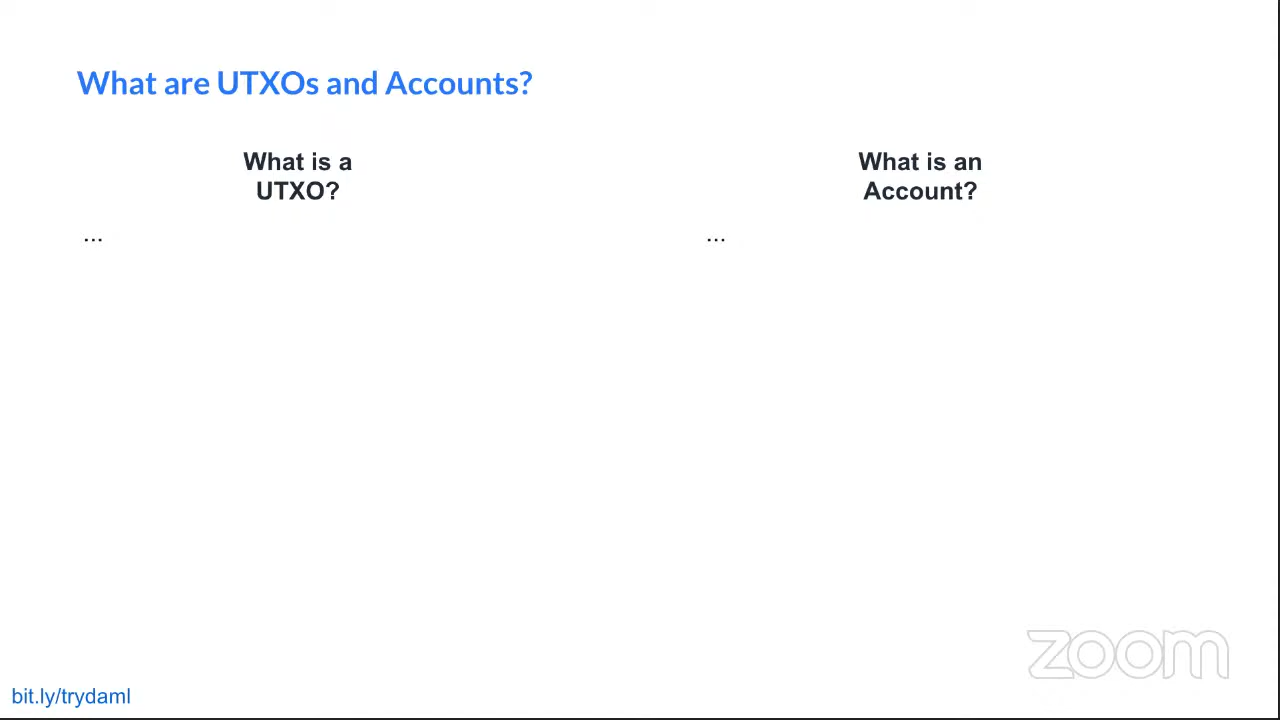 What are UTXOs and Accounts?
What is a
UTXO?
...
What is an
Account?
...
zoom
bit.ly/trydaml